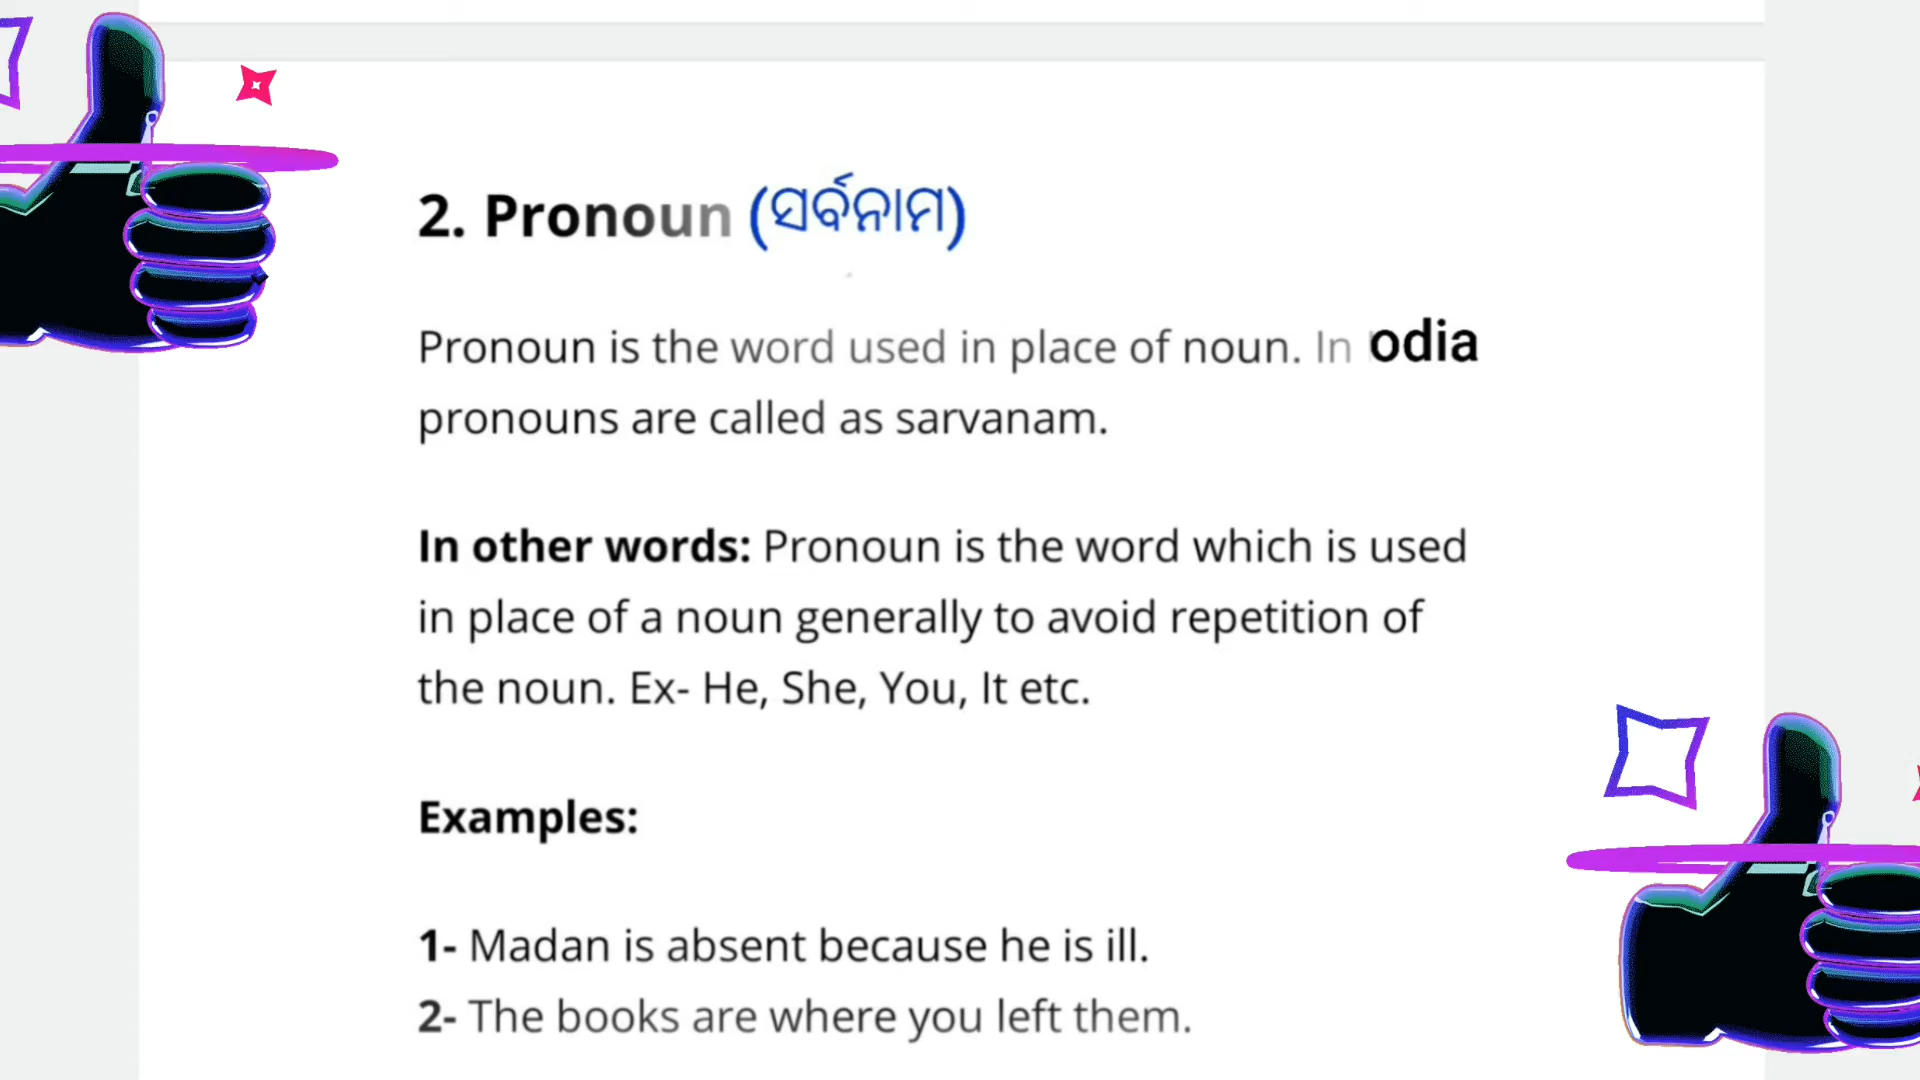 2. Pronoun (ସର୍ବନାମ)
Pronoun is the word used in place of noun. In odia
pronouns are called as sarvanam.
In other words: Pronoun is the word which is used
in place of a noun generally to avoid repetition of
the noun. Ex- He, She, You, It etc.
Examples:
1- Madan is absent because he is ill.
2- The books are where you left them.